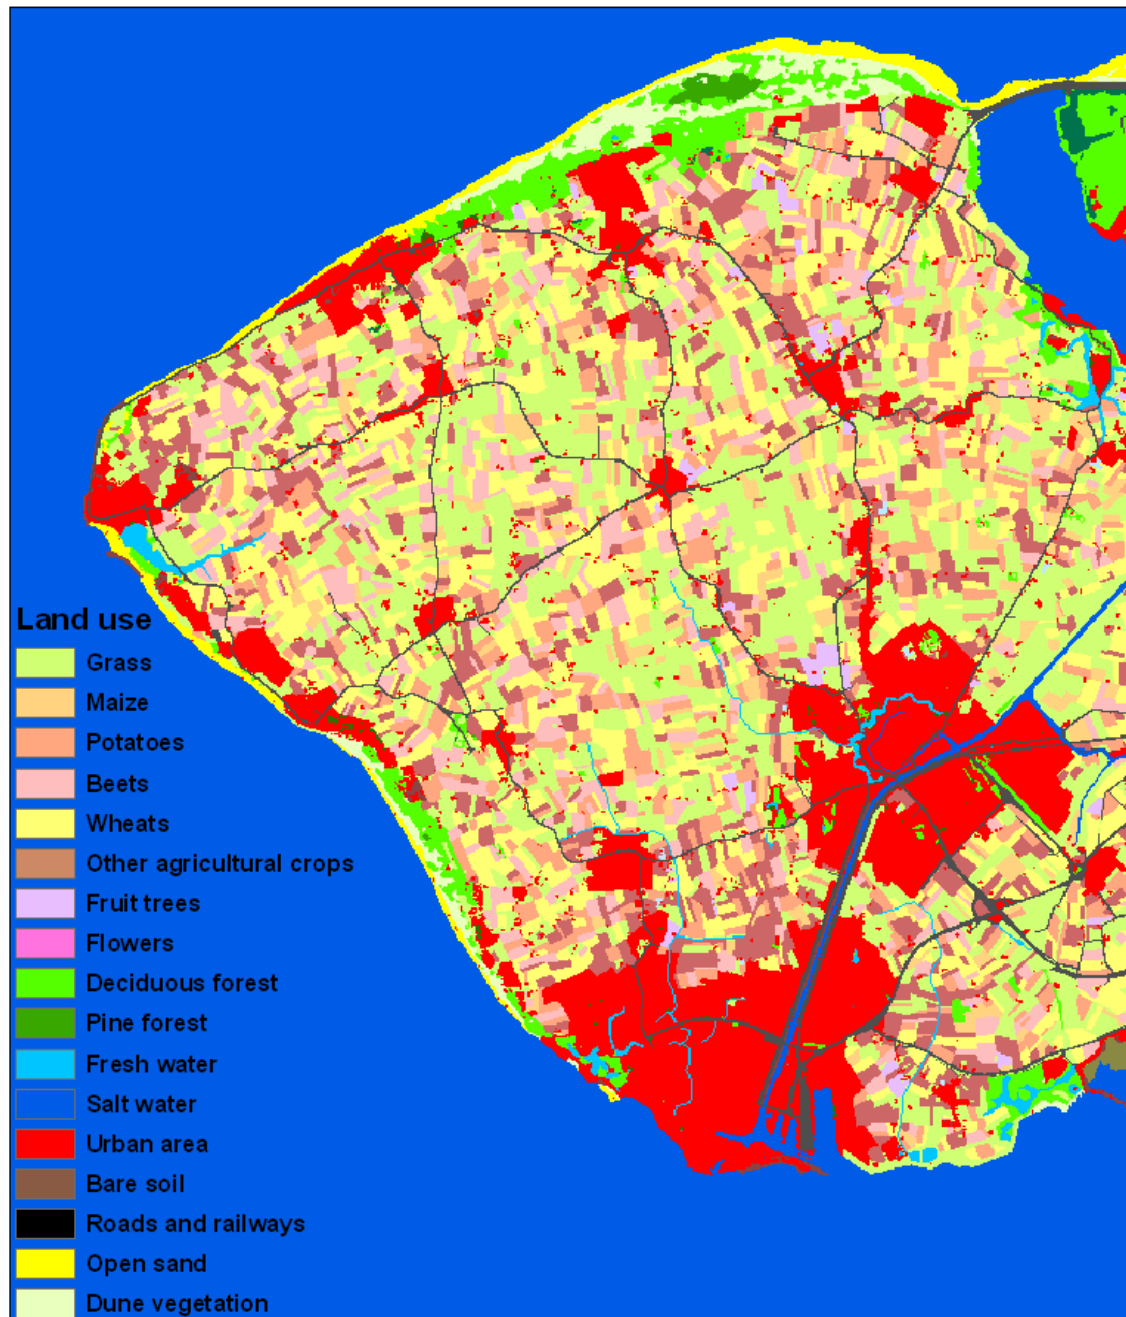 Land use
Grass
Maize
Potatoes
Beets
Wheats
Other agricultural crops
Fruit trees
Flowers
Deciduous forest
Pine forest
Fresh water
Salt water
Urban area
Bare soil
Roads and railways
Open sand
Dune vegetation